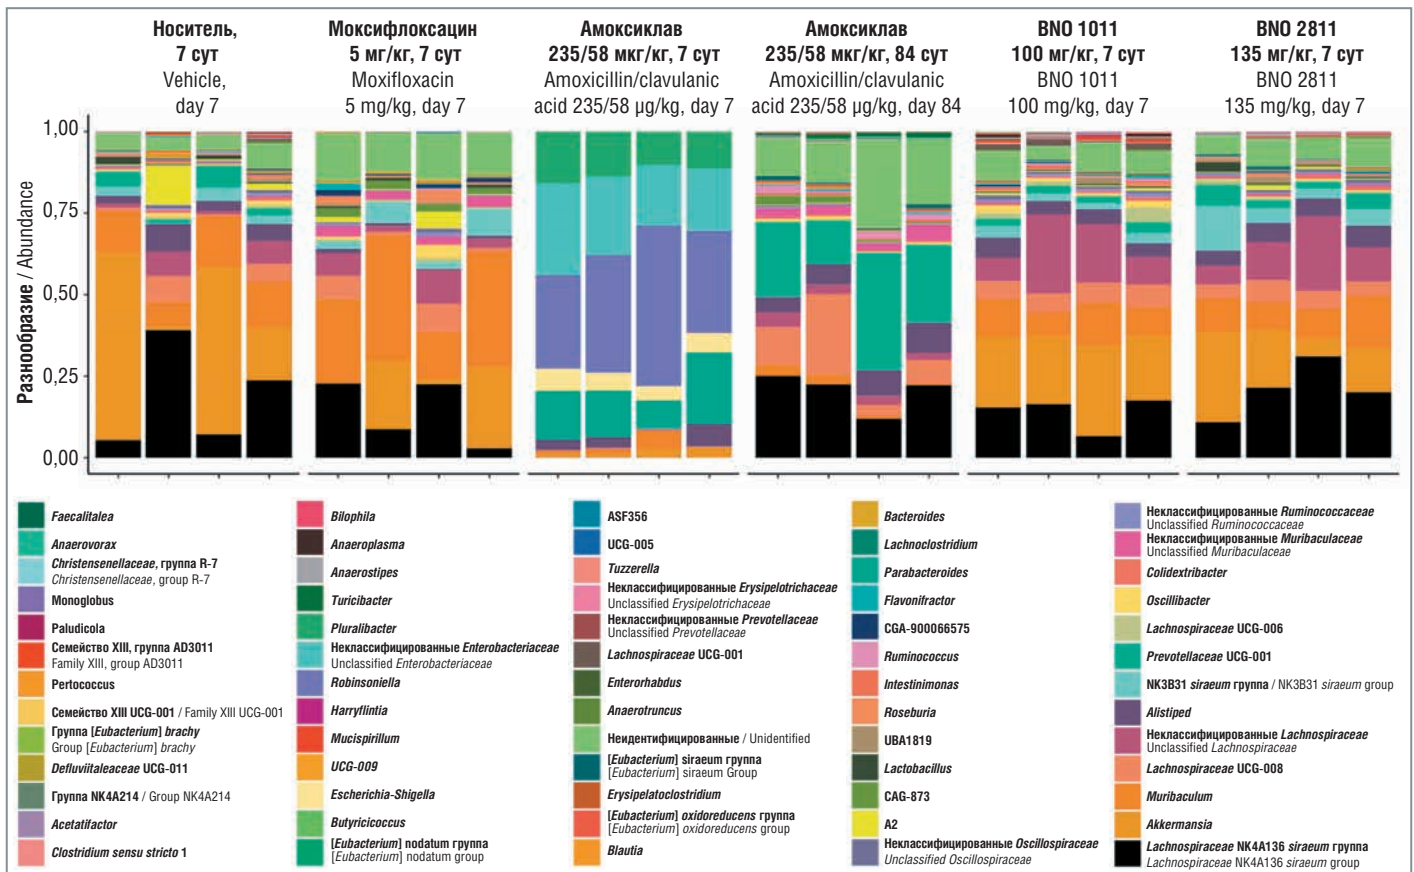 Носитель,
7 сут
Vehicle,
day 7
Моксифлоксацин
5 мг/кг, 7 сут
Moxifloxacin
5 mg/kg, day 7
Амоксиклав
235/58 мкг/кг, 7 сут
Amoxicillin/clavulanic
acid 235/58 µg/kg, day 7
Амоксиклав
235/58 мкг/кг, 84 сут
Amoxicillin/clavulanic
acid 235/58 µg/kg, day 84
BNO 1011
100 мг/кг, 7 сут
BNO 1011
100 mg/kg, day 7
BNO 2811
135 мг/кг, 7 сут
BNO 2811
135 mg/kg, day 7
Разнообразие / Abundance
1,00
0,75
0,50
0,25
0,00
Faecalitalea
Anaerovorax
Christensenellaceae, группа R-7
Christensenellaceae, group R-7
Monoglobus
Paludicola
Семейство XIII, группа AD3011
Family XIII, group AD3011
Pertococcus
Семейство XIII UCG-001 / Family XIII UCG-001
Группа [Eubacterium] brachy
Group [Eubacterium] brachy
Defluviitaleaceae UCG-011
Группа NK4A214 / Group NK4A214
Acetatifactor
Clostridium sensu stricto 1
Bilophila
Anaeroplasma
Anaerostipes
Turicibacter
Pluralibacter
Неклассифицированные Enterobacteriaceae
Unclassified Enterobacteriaceae
Robinsoniella
Harryflintia
Mucispirillum
UCG-009
Escherichia-Shigella
Butyricicoccus
[Eubacterium] nodatum группа
[Eubacterium] nodatum group
ASF356
UCG-005
Tuzzerella
Неклассифицированные Erysipelotrichaceae
Unclassified Erysipelotrichaceae
Неклассифицированные Prevotellaceae
Unclassified Prevotellaceae
Lachnospiraceae UCG-001
Enterorhabdus
Anaerotruncus
Неидентифицированные / Unidentified
[Eubacterium] siraeum группа
[Eubacterium] siraeum Group
Erysipelatoclostridium
[Eubacterium] oxidoreducens группа
[Eubacterium] oxidoreducens group
Blautia
Bacteroides
Lachnoclostridium
Parabacteroides
Flavonifractor
CGA-900066575
Ruminococcus
Intestinimonas
Roseburia
UBA1819
Lactobacillus
CAG-873
A2
Неклассифицированные Oscillospiraceae
Unclassified Oscillospiraceae
Неклассифицированные Ruminococcaceae
Unclassified Ruminococcaceae
Неклассифицированные Muribaculaceae
Unclassified Muribaculaceae
Colidextribacter
Oscillibacter
Lachnospiraceae UCG-006
Prevotellaceae UCG-001
NK3B31 siraeum группа / NK3B31 siraeum group
Alistiped
Неклассифицированные Lachnospiraceae
Unclassified Lachnospiraceae
Lachnospiraceae UCG-008
Muribaculum
Akkermansia
Lachnospiraceae NK4A136 siraeum группа
Lachnospiraceae NK4A136 siraeum group